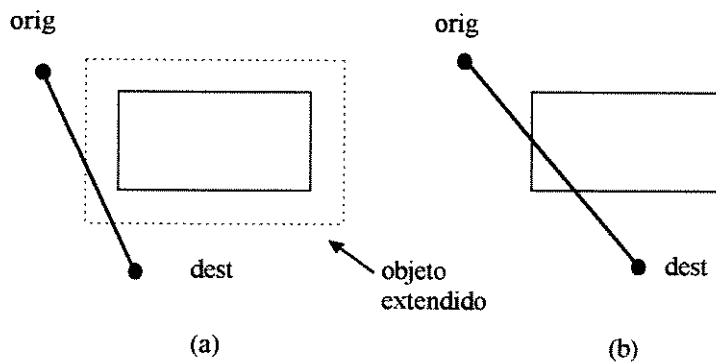 orig
orig
dest
dest
objeto
extendido
(a)
(b)